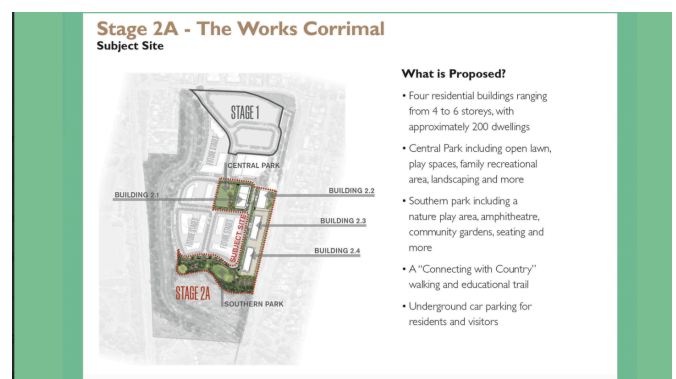 Stage 2A - The Works Corrimal
Subject Site
What is Proposed?
• Four residential buildings ranging
from 4 to 6 storeys, with
approximately 200 dwellings
• Central Park including open lawn,
play spaces, family recreational
area, landscaping and more
• Southern park including a
nature play area, amphitheatre,
community gardens, seating and
more
• A “Connecting with Country”
walking and educational trail
• Underground car parking for
residents and visitors
STAGE 1
FUTURE STAGES
CENTRAL PARK
BUILDING 2.1
BUILDING 2.2
BUILDING 2.3
BUILDING 2.4
SUBJECT SITE
STAGE 2A
SOUTHERN PARK